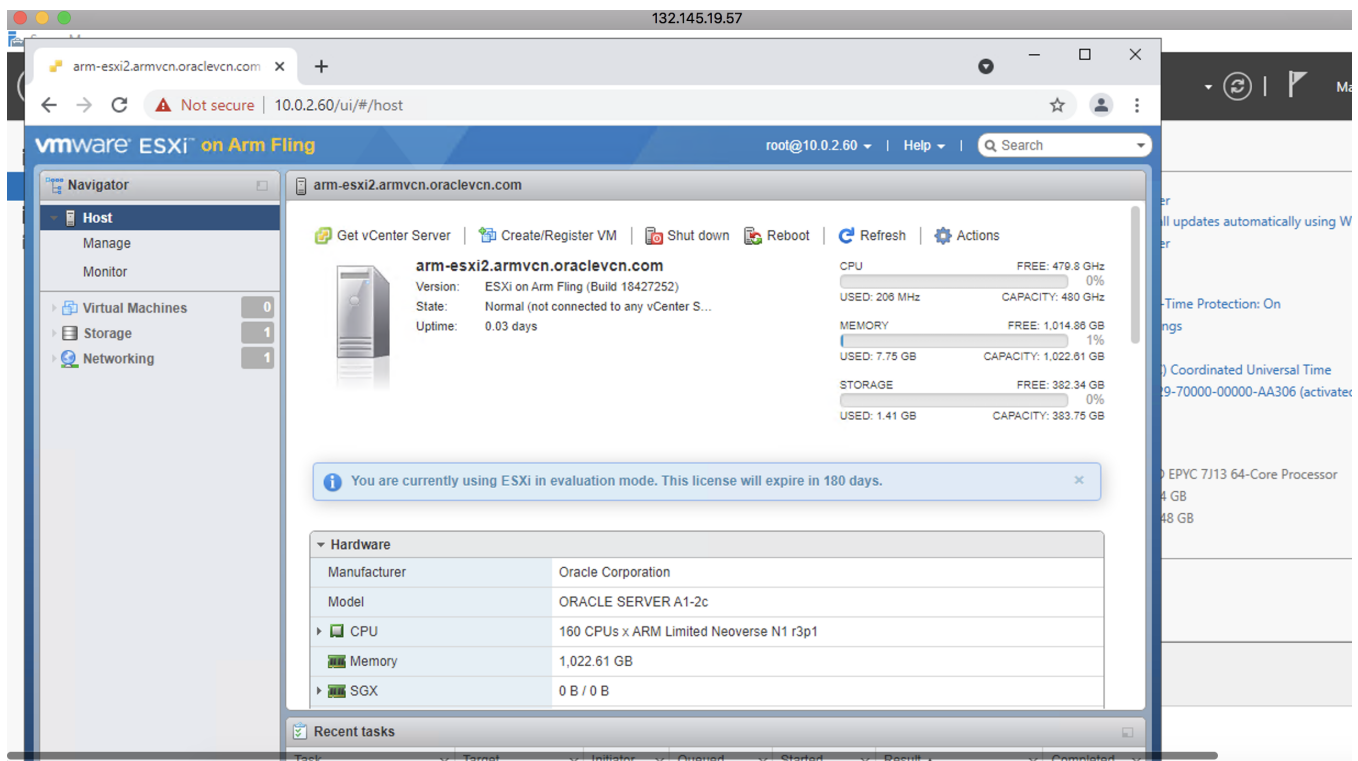 132.145.19.57
arm-esxi2.armvcn.oraclevcn.com
Not secure 10.0.2.60/ui/#/host
vmware ESXi™ on Arm Fling
root@10.0.2.60 Help Search
Navigator
Host
Manage
Monitor
Virtual Machines 0
Storage 1
Networking 1
arm-esxi2.armvcn.oraclevcn.com
Get vCenter Server Create/Register VM Shut down Reboot Refresh Actions
arm-esxi2.armvcn.oraclevcn.com
Version: ESXi on Arm Fling (Build 18427252)
State: Normal (not connected to any vCenter S...
Uptime: 0.03 days
CPU FREE: 479.8 GHz
0%
USED: 206 MHz CAPACITY: 480 GHz
MEMORY FREE: 1,014.86 GB
1%
USED: 7.75 GB CAPACITY: 1,022.61 GB
STORAGE FREE: 382.34 GB
0%
USED: 1.41 GB CAPACITY: 383.75 GB
You are currently using ESXi in evaluation mode. This license will expire in 180 days.
Hardware
Manufacturer Oracle Corporation
Model ORACLE SERVER A1-2c
CPU 160 CPUs x ARM Limited Neoverse N1 r3p1
Memory 1,022.61 GB
SGX 0 B / 0 B
Recent tasks
Task Target Initiator Queued Started Result Completed
Ma
er
ll updates automatically using W
er
-Time Protection: On
ngs
) Coordinated Universal Time
29-70000-00000-AA306 (activated
EPYC 7J13 64-Core Processor
4 GB
48 GB